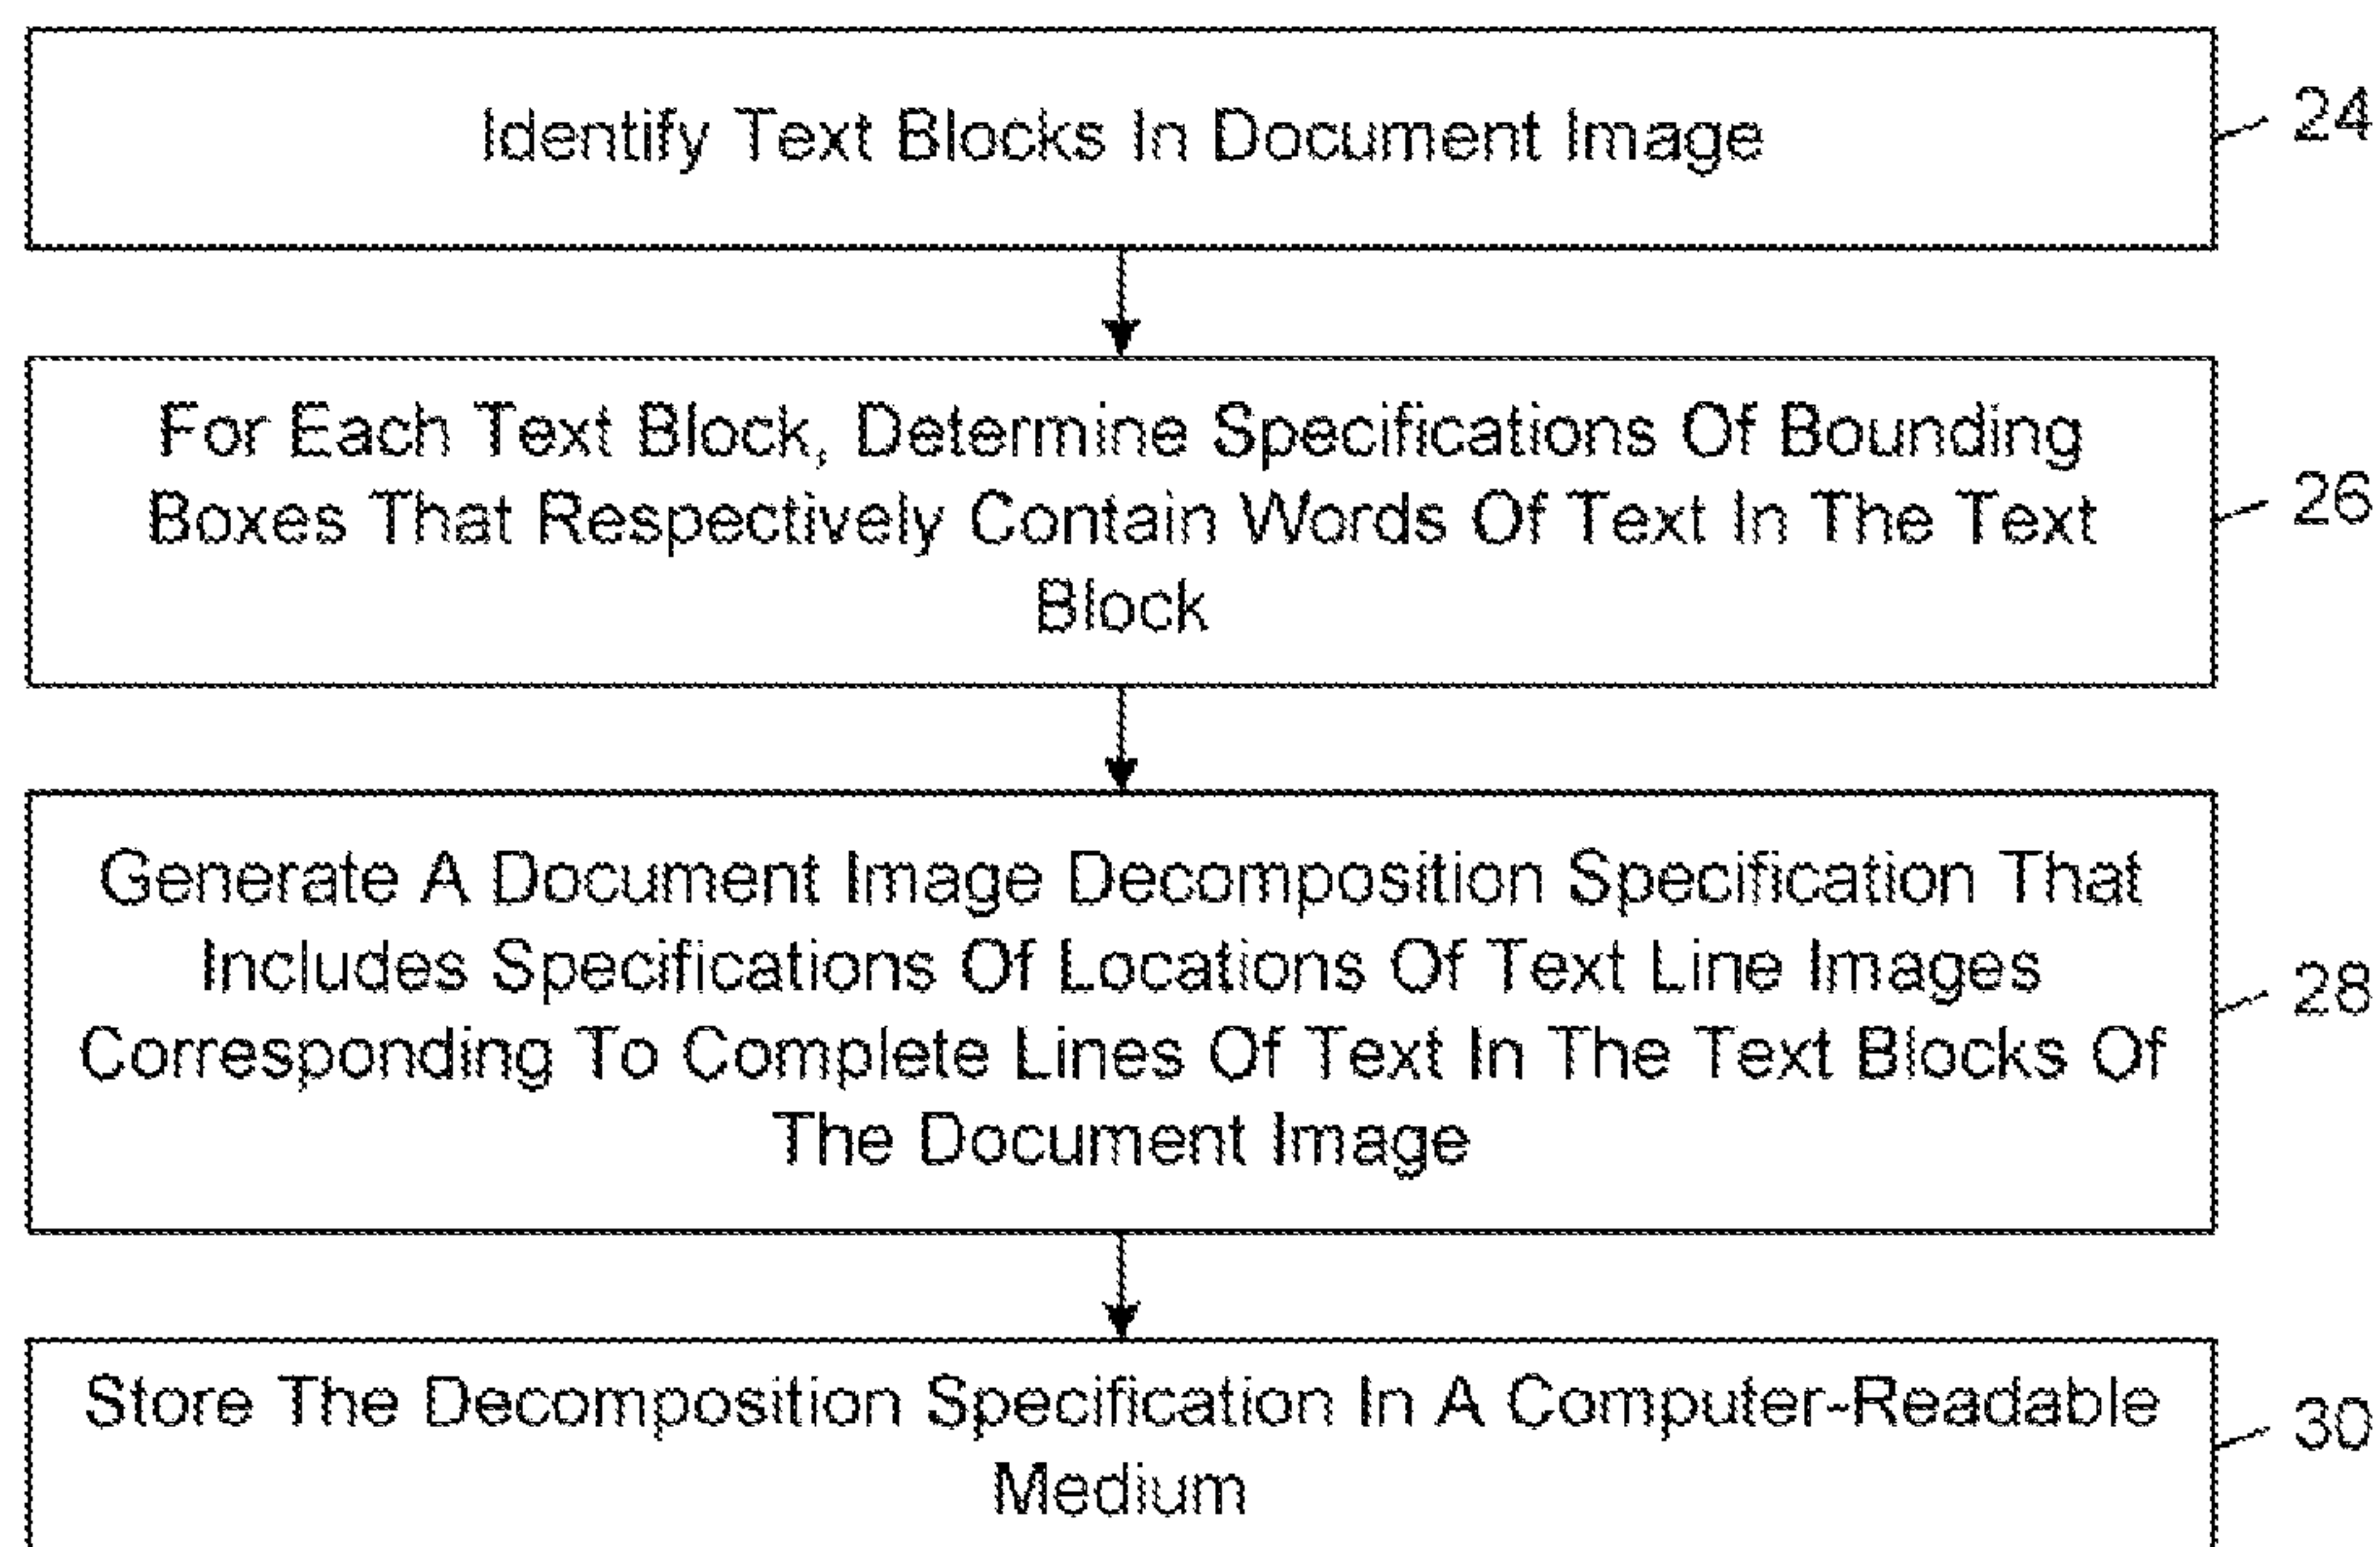 Identify Text Blocks In Document Image
24
For Each Text Block, Determine Specifications Of Bounding
Boxes That Respectively Contain Words Of Text In The Text
Block
26
Generate A Document Image Decomposition Specification That
Includes Specifications Of Locations Of Text Line Images
Corresponding To Complete Lines Of Text In The Text Blocks Of
The Document Image
28
Store The Decomposition Specification In A Computer-Readable
Medium
30